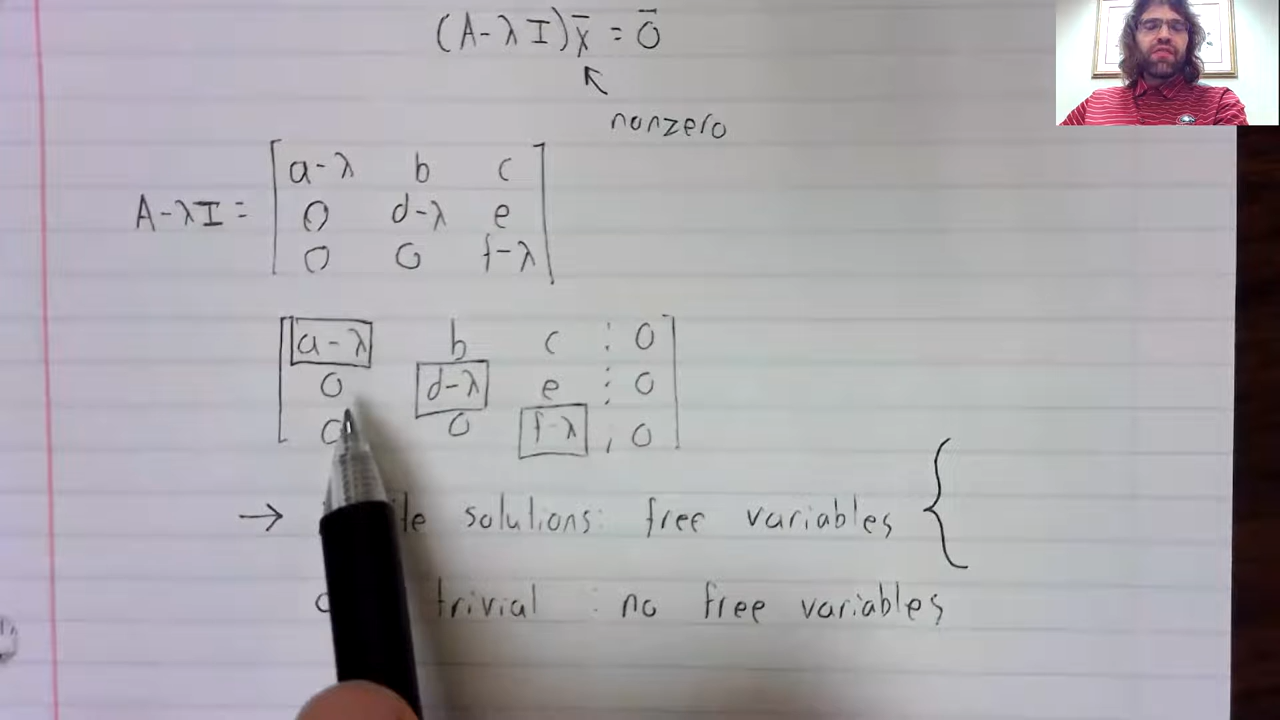 (A-λI)x̄ = 0̄
nonzero
A-λI = [a-λ b c
0 d-λ e
0 0 f-λ]
[a-λ b c : 0
0 d-λ e : 0
0 f-λ , 0]
→ solutions: free variables {
trivial : no free variables